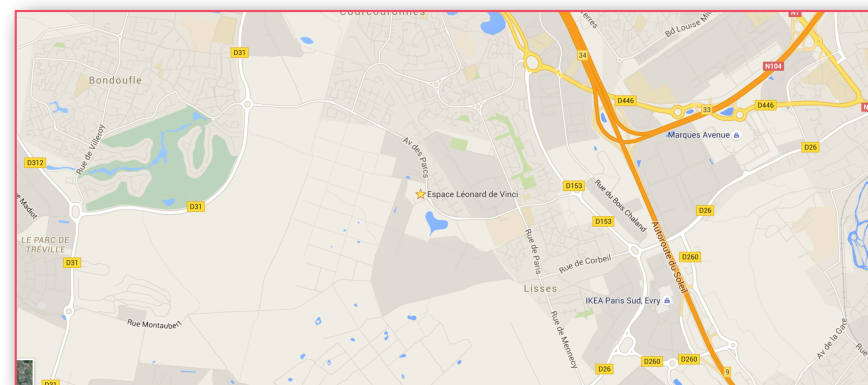 Courcouronnes
N7
D31
Bd Louise Mic
34
N104
Bondoufle
D446
33
D446
Marques Avenue
Rue de Villeroy
Av des Parcs
D26
D312
D153
Espace Léonard de Vinci
Rue du Bois Chaland
D31
D26
D153
Autoroute du Soleil
Rue de Paris
LE PARC DE
TRÉVILLE
D31
D260
Rue de Corbeil
Lisses
IKEA Paris Sud, Evry
Rue Montaubert
Rue de Mennecy
Av de la Gare
D260
D260
D26
9
D31